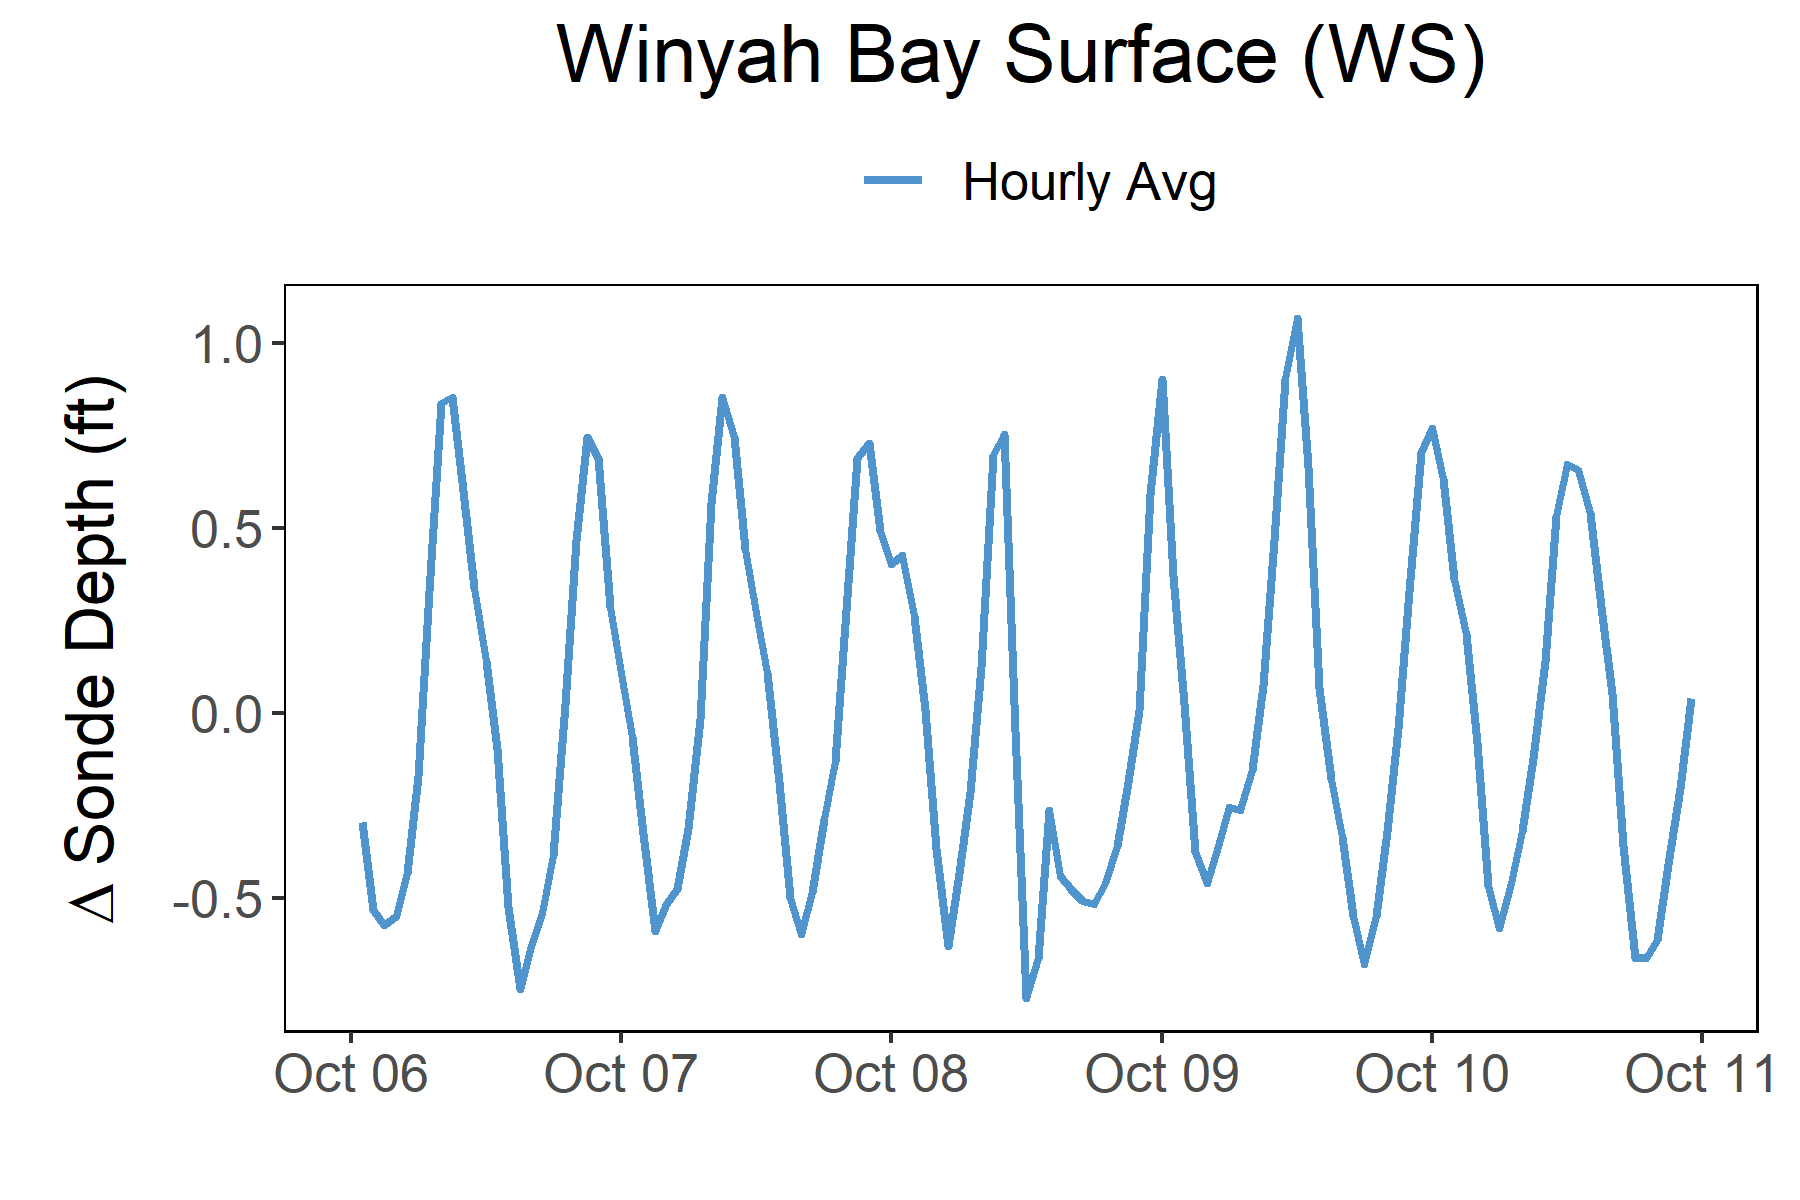 Winyah Bay Surface (WS)
Hourly Avg
Δ Sonde Depth (ft)
1.0
0.5
0.0
-0.5
Oct 06 Oct 07 Oct 08 Oct 09 Oct 10 Oct 11